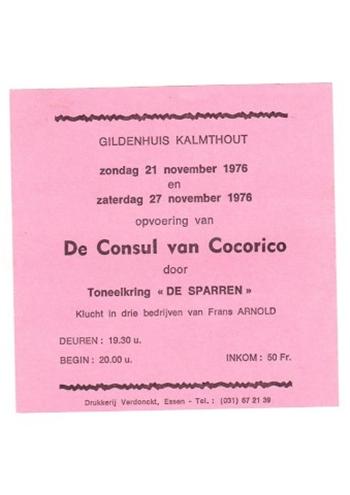 GILDENHUIS KALMTHOUT
zondag 21 november 1976
en
zaterdag 27 november 1976
opvoering van
De Consul van Cocorico
door
Toneelkring « DE SPARREN »
Klucht in drie bedrijven van Frans ARNOLD
DEUREN : 19.30 u.
BEGIN : 20.00 u. INKOM : 50 Fr.
Drukkerij Verdonckt, Essen - Tel. : (031) 67 21 39